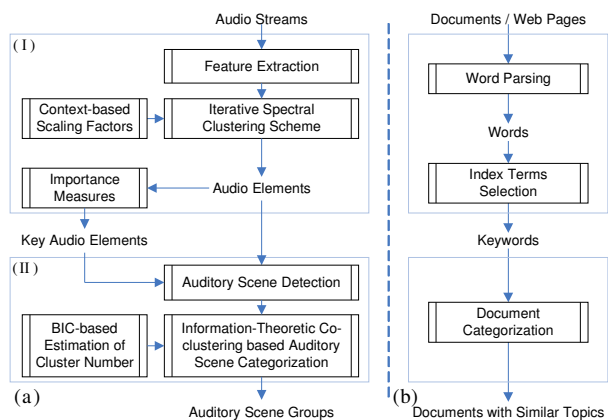 Audio Streams
(I)
Feature Extraction
Context-based
Scaling Factors
Iterative Spectral
Clustering Scheme
Importance
Measures
Audio Elements
Key Audio Elements
(II)
Auditory Scene Detection
BIC-based
Estimation of
Cluster Number
Information-Theoretic Co-
clustering based Auditory
Scene Categorization
(a)
Auditory Scene Groups
Documents / Web Pages
Word Parsing
Words
Index Terms
Selection
Keywords
Document
Categorization
(b)
Documents with Similar Topics